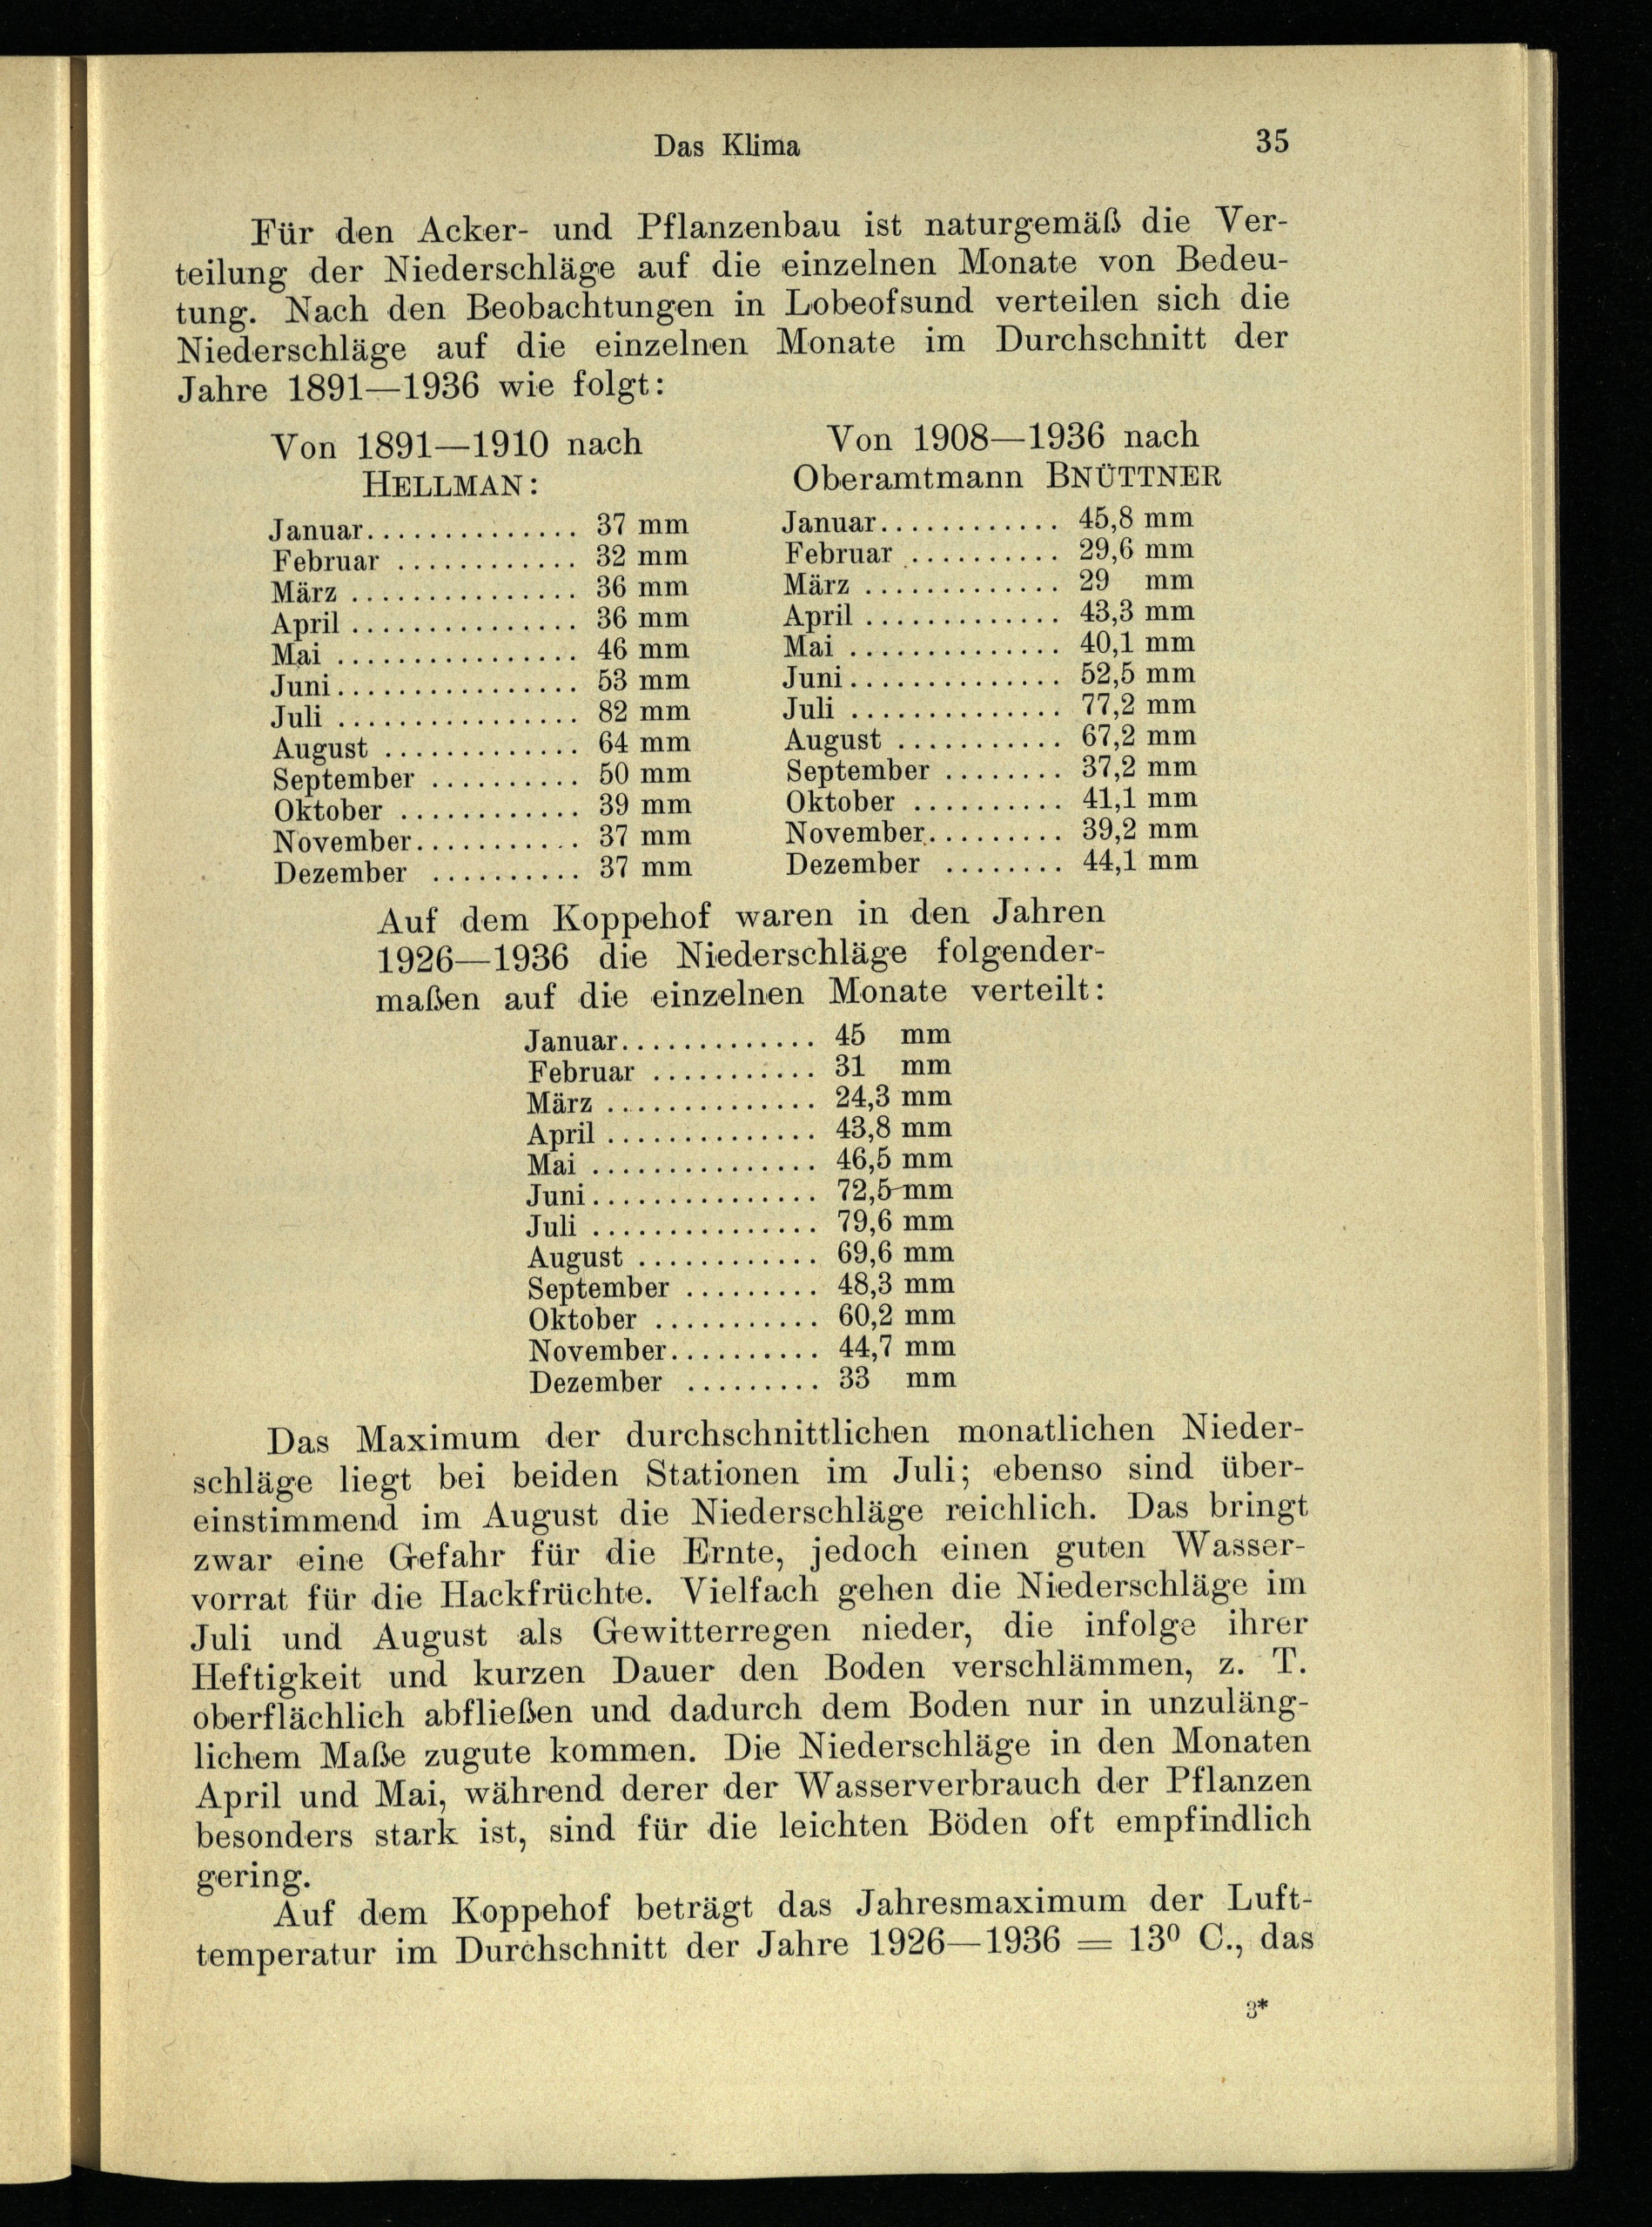 Das Klima 35
Für den Acker- und Pflanzenbau ist naturgemäß die Ver-
teilung der Niederschläge auf die einzelnen Monate von Bedeu-
tung. Nach den Beobachtungen in Lobeofsund verteilen sich die
Niederschläge auf die einzelnen Monate im Durchschnitt der
Jahre 1891—1936 wie folgt:
Von 1891—1910 nach
HELLMAN:
Januar.............. 37 mm
Februar ............ 32 mm
März ............... 36 mm
April ............... 36 mm
Mai ................ 46 mm
Juni................ 53 mm
Juli ................ 82 mm
August ............. 64 mm
September .......... 50 mm
Oktober ............ 39 mm
November........... 37 mm
Dezember .......... 37 mm
Von 1908—1936 nach
Oberamtmann BNÜTTNER
Januar............ 45,8 mm
Februar .......... 29,6 mm
März ............. 29 mm
April ............. 43,3 mm
Mai .............. 40,1 mm
Juni.............. 52,5 mm
Juli .............. 77,2 mm
August ........... 67,2 mm
September ........ 37,2 mm
Oktober .......... 41,1 mm
November......... 39,2 mm
Dezember ........ 44,1 mm
Auf dem Koppehof waren in den Jahren
1926—1936 die Niederschläge folgender-
maßen auf die einzelnen Monate verteilt:
Januar............. 45 mm
Februar ........... 31 mm
März .............. 24,3 mm
April .............. 43,8 mm
Mai ............... 46,5 mm
Juni............... 72,5 mm
Juli ............... 79,6 mm
August ............ 69,6 mm
September ......... 48,3 mm
Oktober ........... 60,2 mm
November.......... 44,7 mm
Dezember ......... 33 mm
Das Maximum der durchschnittlichen monatlichen Nieder-
schläge liegt bei beiden Stationen im Juli; ebenso sind über-
einstimmend im August die Niederschläge reichlich. Das bringt
zwar eine Gefahr für die Ernte, jedoch einen guten Wasser-
vorrat für die Hackfrüchte. Vielfach gehen die Niederschläge im
Juli und August als Gewitterregen nieder, die infolge ihrer
Heftigkeit und kurzen Dauer den Boden verschlämmen, z. T.
oberflächlich abfließen und dadurch dem Boden nur in unzuläng-
lichem Maße zugute kommen. Die Niederschläge in den Monaten
April und Mai, während derer der Wasserverbrauch der Pflanzen
besonders stark ist, sind für die leichten Böden oft empfindlich
gering.
Auf dem Koppehof beträgt das Jahresmaximum der Luft-
temperatur im Durchschnitt der Jahre 1926—1936 = 13⁰ C., das
3*